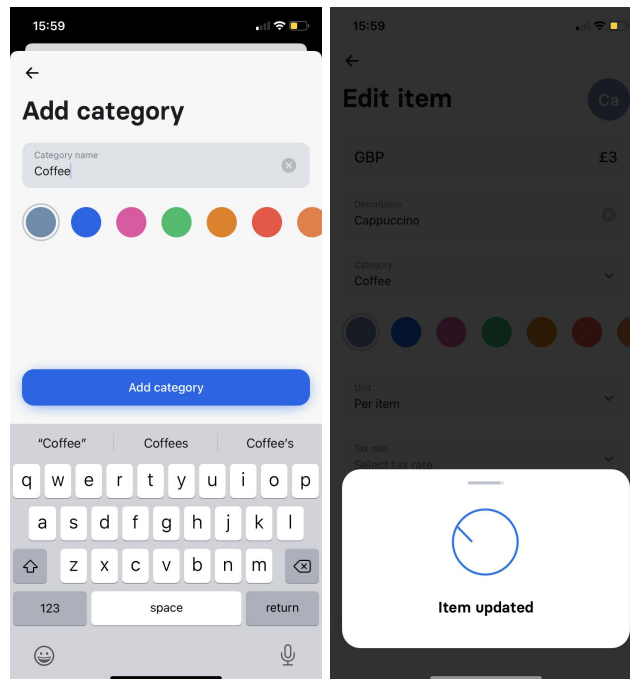 15:59
Add category
Category name
Coffee
Add category
“Coffee” Coffees Coffee’s
q w e r t y u i o p
a s d f g h j k l
z x c v b n m
123 space return
15:59
Edit item
Ca
GBP £3
Description
Cappuccino
Category
Coffee
Unit
Per item
Tax rate
Select tax rate
Item updated